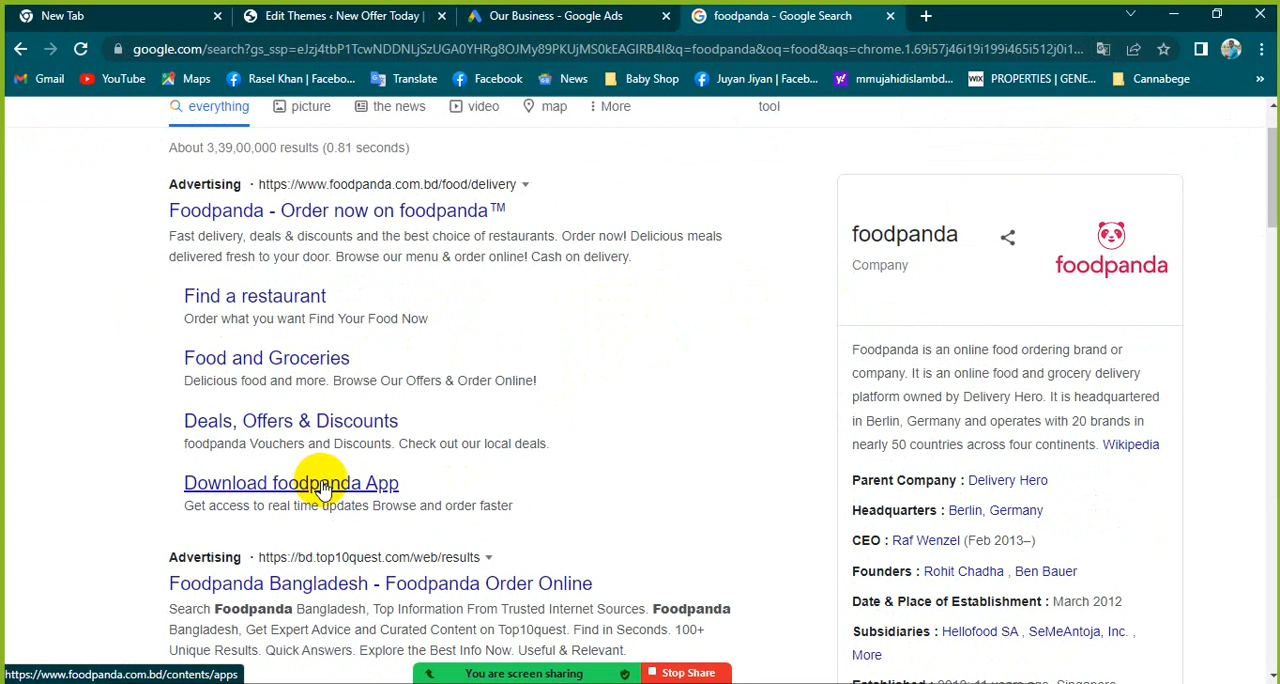 New Tab
Edit Themes ‹ New Offer Today |
Our Business - Google Ads
foodpanda - Google Search
google.com/search?gs_ssp=eJzj4tbP1TcwNDDNLjSzUGA0YHRg8OJMy89PKUjMS0kEAGIRB4I&q=foodpanda&oq=food&aqs=chrome.1.69i57j46i19i199i465i512j0i1...
Gmail
YouTube
Maps
Rasel Khan | Facebo...
Translate
Facebook
News
Baby Shop
Juyan Jiyan | Faceb...
mmujahidislambd...
WIX PROPERTIES | GENE...
Cannabege
»
everything
picture
the news
video
map
More
tool
About 3,39,00,000 results (0.81 seconds)
Advertising · https://www.foodpanda.com.bd/food/delivery
Foodpanda - Order now on foodpanda™
Fast delivery, deals & discounts and the best choice of restaurants. Order now! Delicious meals
delivered fresh to your door. Browse our menu & order online! Cash on delivery.
Find a restaurant
Order what you want Find Your Food Now
Food and Groceries
Delicious food and more. Browse Our Offers & Order Online!
Deals, Offers & Discounts
foodpanda Vouchers and Discounts. Check out our local deals.
Download foodpanda App
Get access to real time updates Browse and order faster
Advertising · https://bd.top10quest.com/web/results
Foodpanda Bangladesh - Foodpanda Order Online
Search Foodpanda Bangladesh, Top Information From Trusted Internet Sources. Foodpanda
Bangladesh, Get Expert Advice and Curated Content on Top10quest. Find in Seconds. 100+
Unique Results. Quick Answers. Explore the Best Info Now. Useful & Relevant.
foodpanda
Company
foodpanda
Foodpanda is an online food ordering brand or
company. It is an online food and grocery delivery
platform owned by Delivery Hero. It is headquartered
in Berlin, Germany and operates with 20 brands in
nearly 50 countries across four continents. Wikipedia
Parent Company : Delivery Hero
Headquarters : Berlin, Germany
CEO : Raf Wenzel (Feb 2013–)
Founders : Rohit Chadha , Ben Bauer
Date & Place of Establishment : March 2012
Subsidiaries : Hellofood SA , SeMeAntoja, Inc. ,
More
https://www.foodpanda.com.bd/contents/apps
You are screen sharing
Stop Share